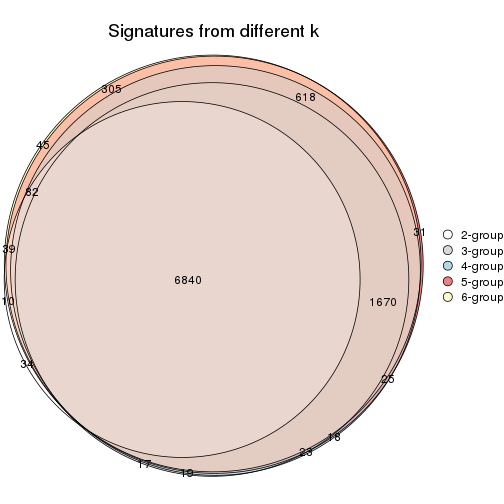 Signatures from different k
305
618
45
82
31
39
2-group
3-group
4-group
5-group
6-group
6840
10
1670
34
25
18
23
17
19